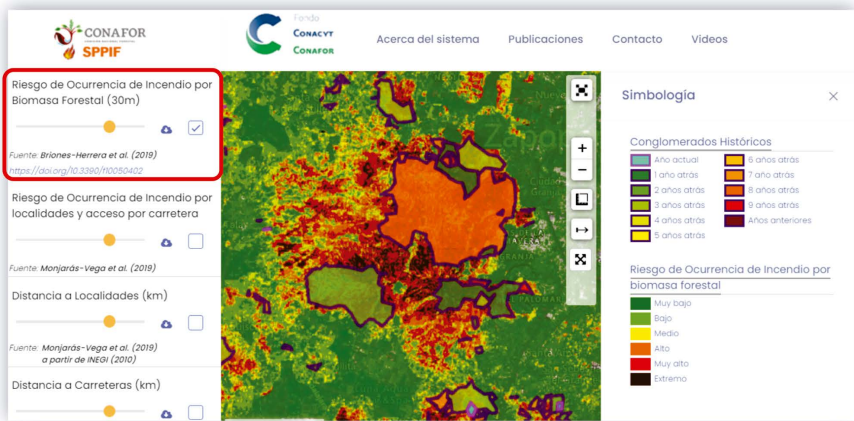 CONAFOR
SPPIF
Fondo
CONACYT
CONAFOR
Acerca del sistema
Publicaciones
Contacto
Videos
Riesgo de Ocurrencia de Incendio por
Biomasa Forestal (30m)
Fuente: Briones-Herrera et al. (2019)
https://doi.org/10.3390/f10050402
Riesgo de Ocurrencia de Incendio por
localidades y acceso por carretera
Fuente: Monjarás-Vega et al. (2019)
Distancia a Localidades (km)
Fuente: Monjarás-Vega et al. (2019)
a partir de INEGI (2010)
Distancia a Carreteras (km)
Zapo
+
−
Simbología
Conglomerados Históricos
Año actual
1 año atrás
2 años atrás
3 años atrás
4 años atrás
5 años atrás
6 años atrás
7 año atrás
8 años atrás
9 años atrás
Años anteriores
Riesgo de Ocurrencia de Incendio por
biomasa forestal
Muy bajo
Bajo
Medio
Alto
Muy alto
Extremo